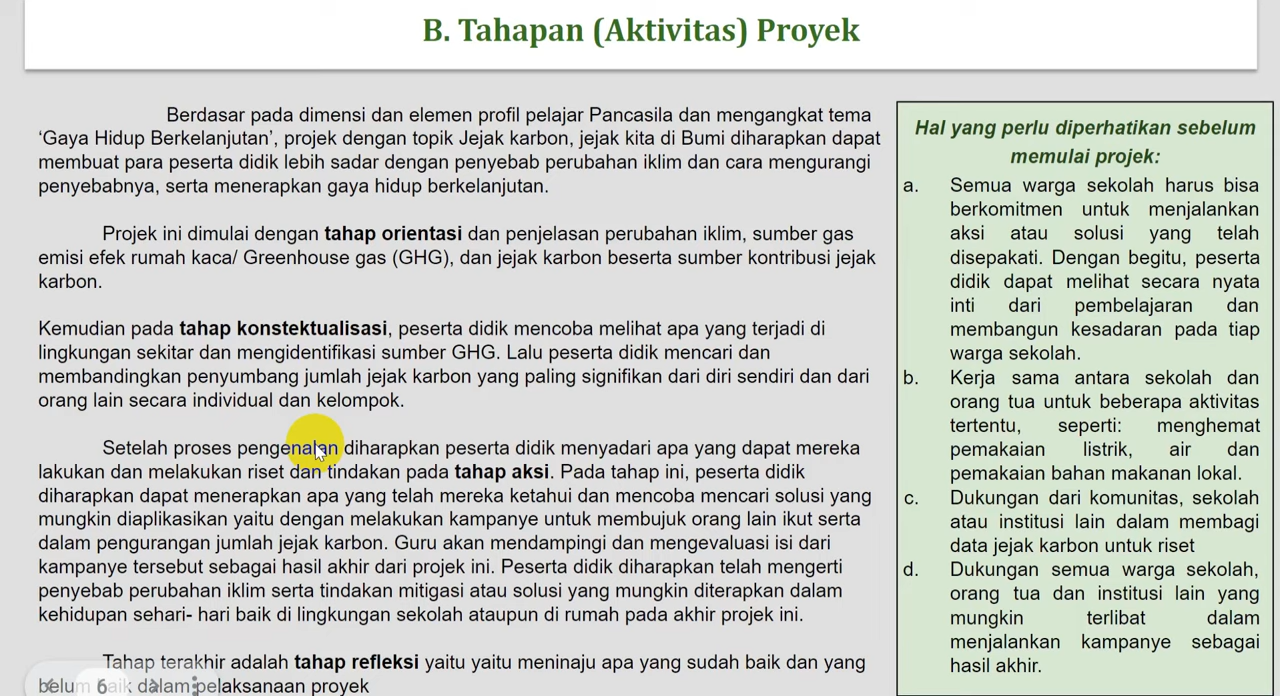 B. Tahapan (Aktivitas) Proyek
Berdasar pada dimensi dan elemen profil pelajar Pancasila dan mengangkat tema
‘Gaya Hidup Berkelanjutan’, projek dengan topik Jejak karbon, jejak kita di Bumi diharapkan dapat
membuat para peserta didik lebih sadar dengan penyebab perubahan iklim dan cara mengurangi
penyebabnya, serta menerapkan gaya hidup berkelanjutan.
Projek ini dimulai dengan tahap orientasi dan penjelasan perubahan iklim, sumber gas
emisi efek rumah kaca/ Greenhouse gas (GHG), dan jejak karbon beserta sumber kontribusi jejak
karbon.
Kemudian pada tahap konstektualisasi, peserta didik mencoba melihat apa yang terjadi di
lingkungan sekitar dan mengidentifikasi sumber GHG. Lalu peserta didik mencari dan
membandingkan penyumbang jumlah jejak karbon yang paling signifikan dari diri sendiri dan dari
orang lain secara individual dan kelompok.
Setelah proses pengenalan diharapkan peserta didik menyadari apa yang dapat mereka
lakukan dan melakukan riset dan tindakan pada tahap aksi. Pada tahap ini, peserta didik
diharapkan dapat menerapkan apa yang telah mereka ketahui dan mencoba mencari solusi yang
mungkin diaplikasikan yaitu dengan melakukan kampanye untuk membujuk orang lain ikut serta
dalam pengurangan jumlah jejak karbon. Guru akan mendampingi dan mengevaluasi isi dari
kampanye tersebut sebagai hasil akhir dari projek ini. Peserta didik diharapkan telah mengerti
penyebab perubahan iklim serta tindakan mitigasi atau solusi yang mungkin diterapkan dalam
kehidupan sehari- hari baik di lingkungan sekolah ataupun di rumah pada akhir projek ini.
Tahap terakhir adalah tahap refleksi yaitu yaitu meninaju apa yang sudah baik dan yang
belum baik dalam pelaksanaan proyek
6
Hal yang perlu diperhatikan sebelum
memulai projek:
a. Semua warga sekolah harus bisa
berkomitmen untuk menjalankan
aksi atau solusi yang telah
disepakati. Dengan begitu, peserta
didik dapat melihat secara nyata
inti dari pembelajaran dan
membangun kesadaran pada tiap
warga sekolah.
b. Kerja sama antara sekolah dan
orang tua untuk beberapa aktivitas
tertentu, seperti: menghemat
pemakaian listrik, air dan
pemakaian bahan makanan lokal.
c. Dukungan dari komunitas, sekolah
atau institusi lain dalam membagi
data jejak karbon untuk riset
d. Dukungan semua warga sekolah,
orang tua dan institusi lain yang
mungkin terlibat dalam
menjalankan kampanye sebagai
hasil akhir.